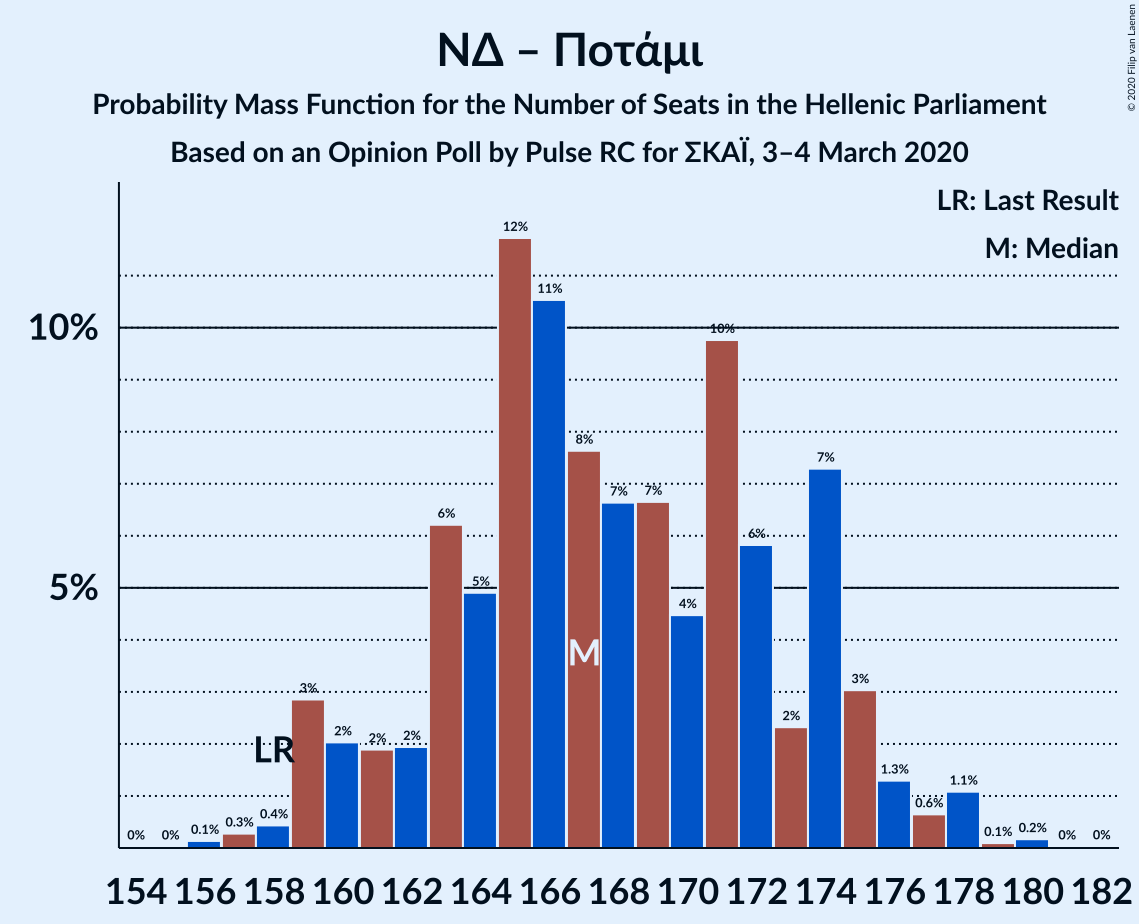 ΝΔ – Ποτάμι
Probability Mass Function for the Number of Seats in the Hellenic Parliament
Based on an Opinion Poll by Pulse RC for ΣΚΑΪ, 3–4 March 2020
© 2020 Filip van Laenen
LR: Last Result
M: Median
10%
5%
0% 0% 0.1% 0.3% 0.4% 3% 2% 2% 2% 6% 5% 12% 11% 8% 7% 7% 4% 10% 6% 2% 7% 3% 1.3% 0.6% 1.1% 0.1% 0.2% 0% 0%
LR
M
154 156 158 160 162 164 166 168 170 172 174 176 178 180 182